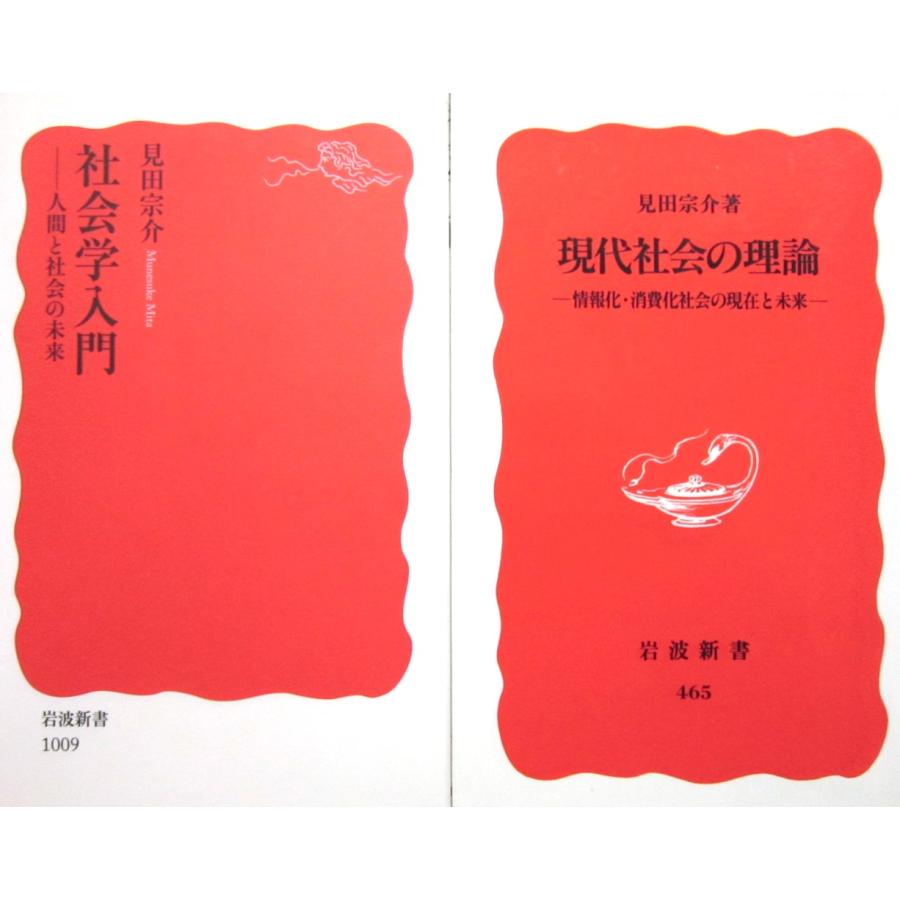 見田宗介
Munesuke Mita
社会学入門
―人間と社会の未来
岩波新書
1009
見田宗介著
現代社会の理論
―情報化・消費化社会の現在と未来―
岩波新書
465